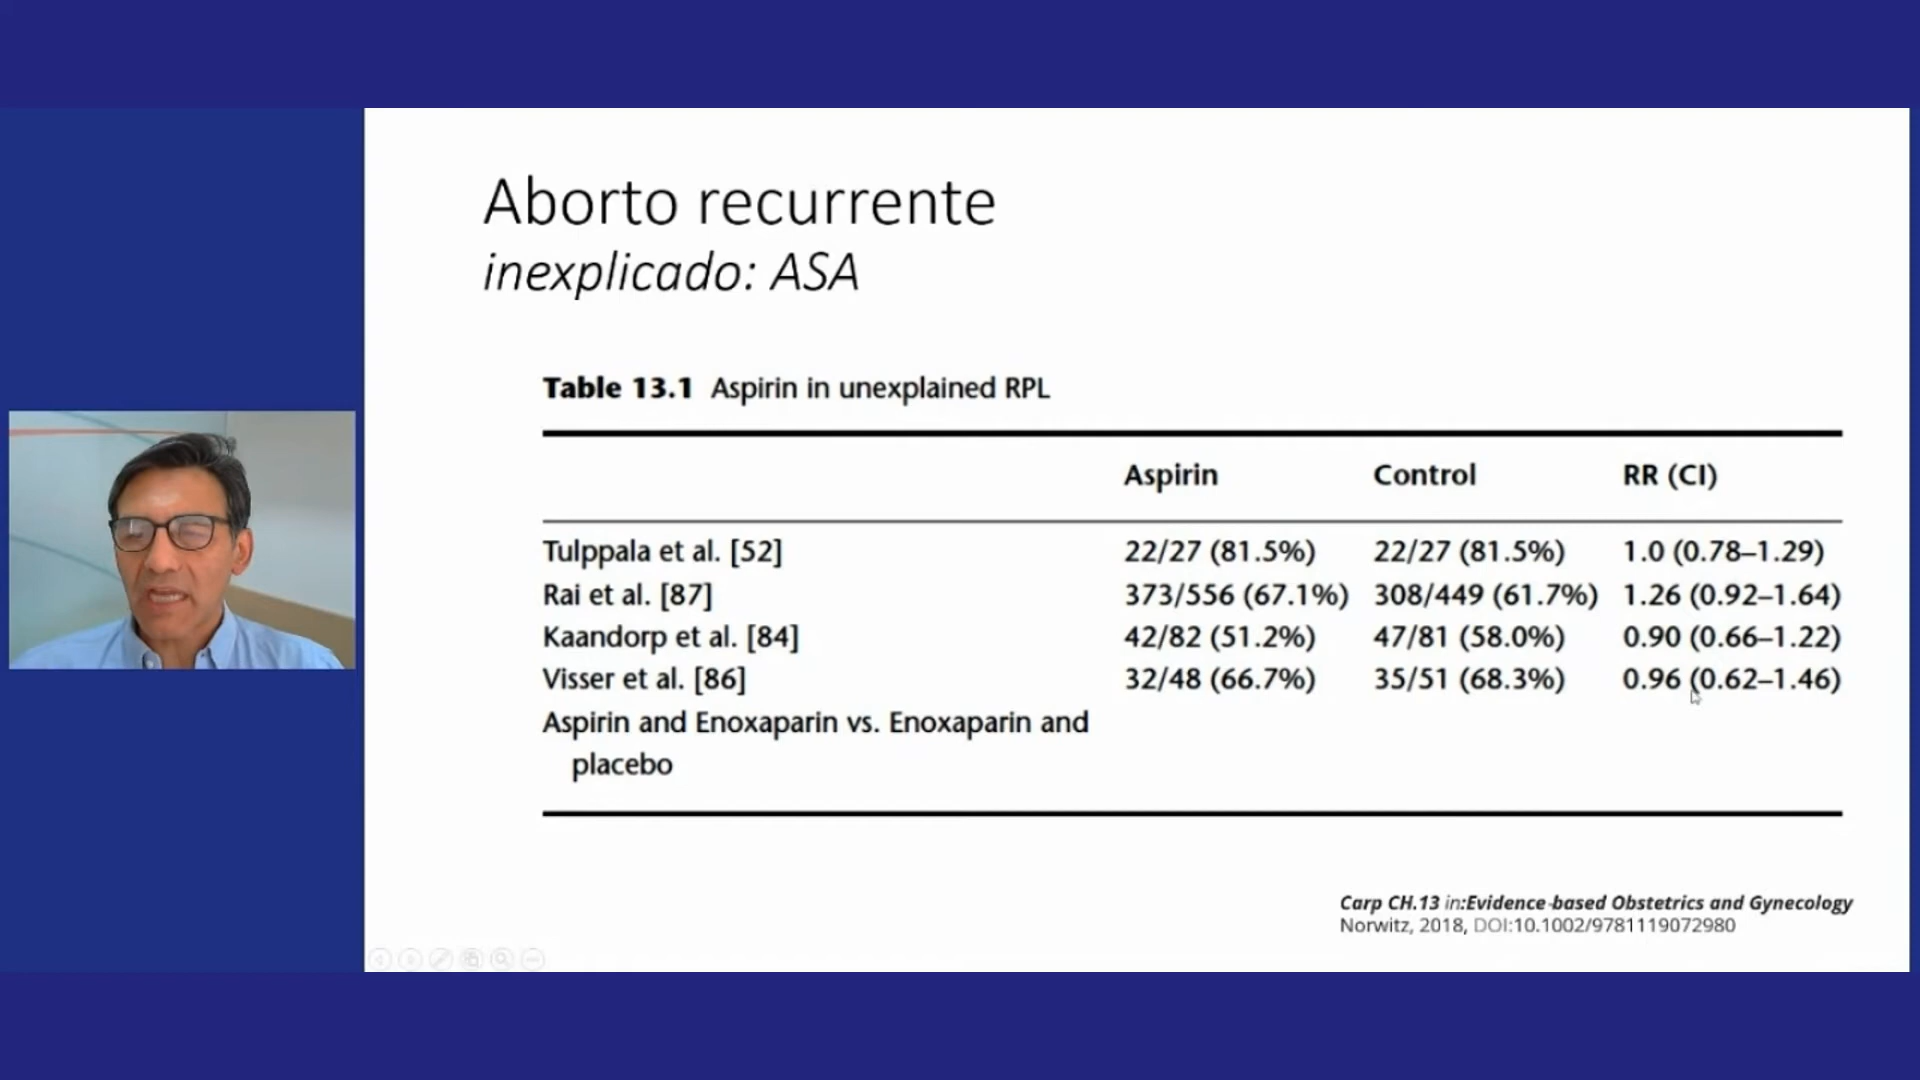 Aborto recurrente
inexplicado: ASA
Table 13.1 Aspirin in unexplained RPL
Aspirin Control RR (CI)
Tulppala et al. [52] 22/27 (81.5%) 22/27 (81.5%) 1.0 (0.78–1.29)
Rai et al. [87] 373/556 (67.1%) 308/449 (61.7%) 1.26 (0.92–1.64)
Kaandorp et al. [84] 42/82 (51.2%) 47/81 (58.0%) 0.90 (0.66–1.22)
Visser et al. [86] 32/48 (66.7%) 35/51 (68.3%) 0.96 (0.62–1.46)
Aspirin and Enoxaparin vs. Enoxaparin and
placebo
Carp CH.13 in:Evidence-based Obstetrics and Gynecology
Norwitz, 2018, DOI:10.1002/9781119072980